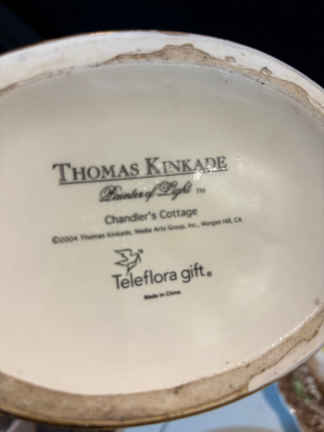 THOMAS KINKADE
Painter of Light ™
Chandler's Cottage
©2004 Thomas Kinkade, Media Arts Group, Inc., Morgan Hill, CA
Teleflora gift®
Made in China